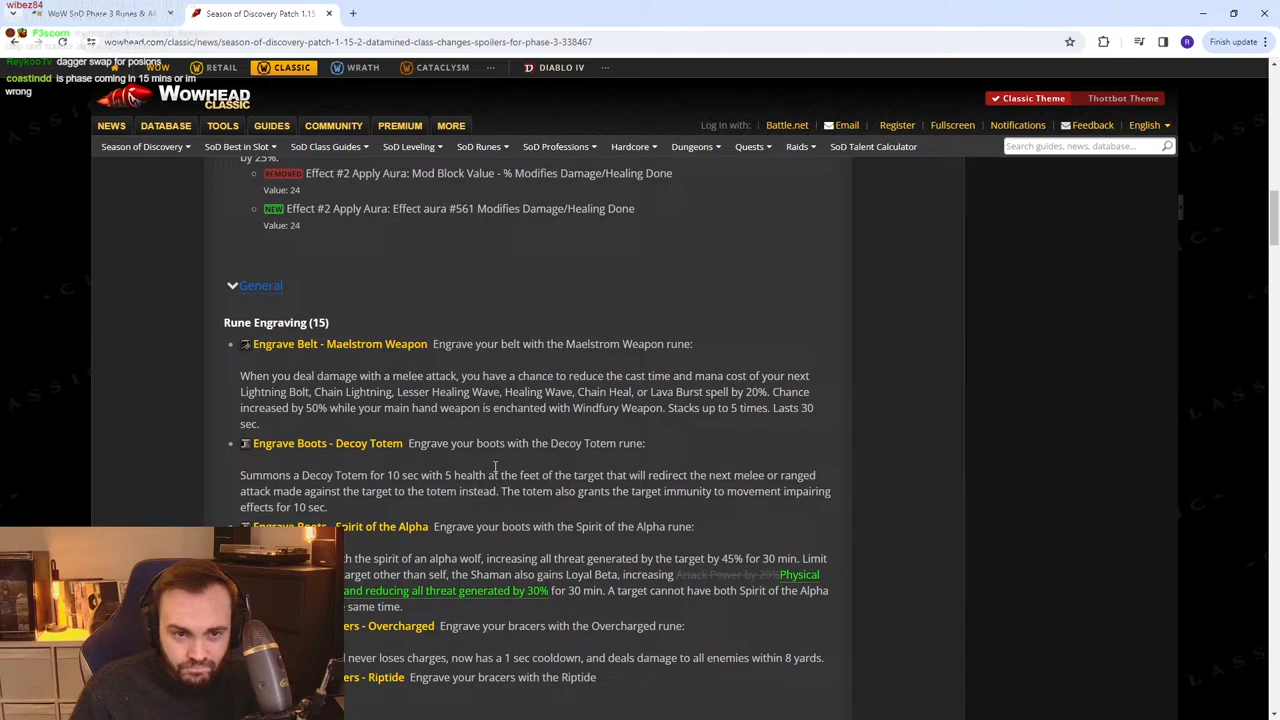 wibez84
WoW SoD Phase 3 Runes & All
Season of Discovery Patch 1.15
F3scorn
wowhead.com/classic/news/season-of-discovery-patch-1-15-2-datamined-class-changes-spoilers-for-phase-3-338467
Finish update
ReykooTv dagger swap for posions
coastindd is phase coming in 15 mins or im
wrong
WOW RETAIL CLASSIC WRATH CATACLYSM ... DIABLO IV ...
WOWHEAD
CLASSIC
Classic Theme Thottbot Theme
NEWS DATABASE TOOLS GUIDES COMMUNITY PREMIUM MORE
Log in with: Battle.net Email Register Fullscreen Notifications Feedback English
Season of Discovery SoD Best in Slot SoD Class Guides SoD Leveling SoD Runes SoD Professions Hardcore Dungeons Quests Raids SoD Talent Calculator
Search guides, news, database...
by 25%.
REMOVED Effect #2 Apply Aura: Mod Block Value - % Modifies Damage/Healing Done
Value: 24
NEW Effect #2 Apply Aura: Effect aura #561 Modifies Damage/Healing Done
Value: 24
General
Rune Engraving (15)
Engrave Belt - Maelstrom Weapon Engrave your belt with the Maelstrom Weapon rune:
When you deal damage with a melee attack, you have a chance to reduce the cast time and mana cost of your next
Lightning Bolt, Chain Lightning, Lesser Healing Wave, Healing Wave, Chain Heal, or Lava Burst spell by 20%. Chance
increased by 50% while your main hand weapon is enchanted with Windfury Weapon. Stacks up to 5 times. Lasts 30
sec.
Engrave Boots - Decoy Totem Engrave your boots with the Decoy Totem rune:
Summons a Decoy Totem for 10 sec with 5 health at the feet of the target that will redirect the next melee or ranged
attack made against the target to the totem instead. The totem also grants the target immunity to movement impairing
effects for 10 sec.
Engrave Boots - Spirit of the Alpha Engrave your boots with the Spirit of the Alpha rune:
the spirit of an alpha wolf, increasing all threat generated by the target by 45% for 30 min. Limit
target other than self, the Shaman also gains Loyal Beta, increasing Attack Power by 20%Physical
and reducing all threat generated by 30% for 30 min. A target cannot have both Spirit of the Alpha
same time.
- Overcharged Engrave your bracers with the Overcharged rune:
never loses charges, now has a 1 sec cooldown, and deals damage to all enemies within 8 yards.
- Riptide Engrave your bracers with the Riptide